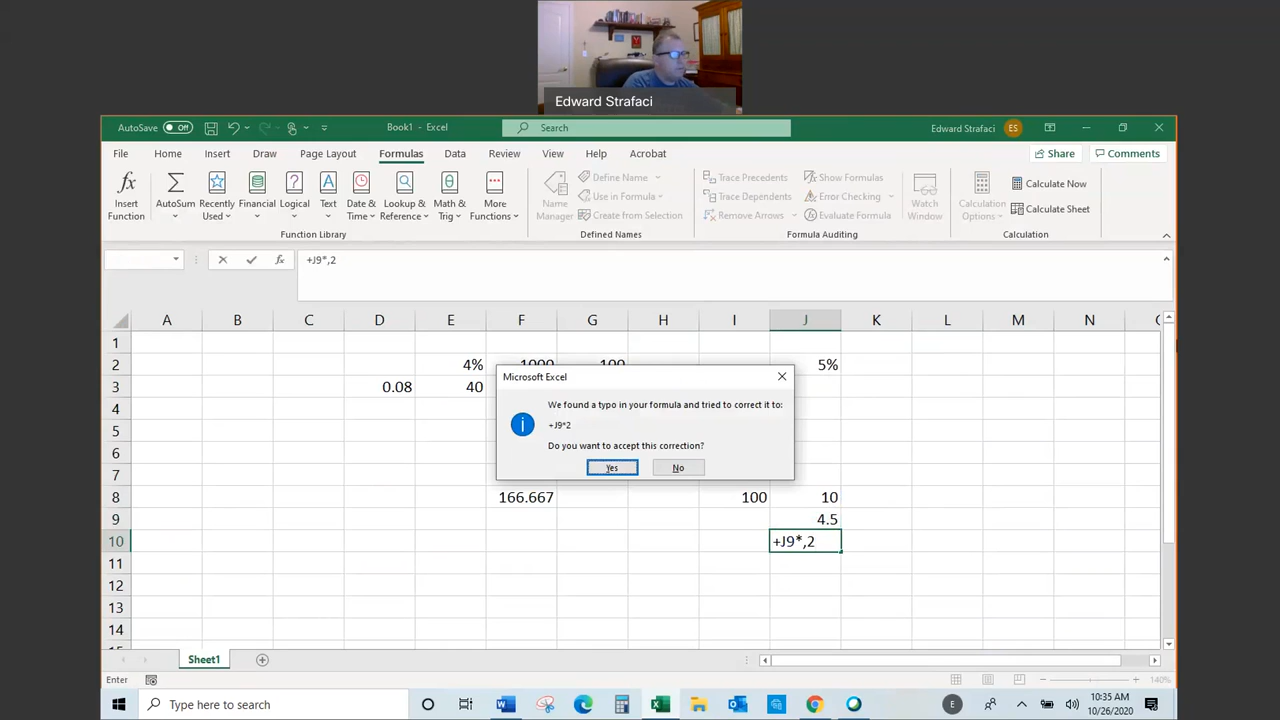 Edward Strafaci
AutoSave Off Book1 - Excel Search Edward Strafaci ES
File Home Insert Draw Page Layout Formulas Data Review View Help Acrobat Share Comments
Insert Function
AutoSum
Recently Used
Financial
Logical
Text
Date & Time
Lookup & Reference
Math & Trig
More Functions
Function Library
Name Manager
Define Name
Use in Formula
Create from Selection
Defined Names
Trace Precedents
Trace Dependents
Remove Arrows
Show Formulas
Error Checking
Evaluate Formula
Formula Auditing
Watch Window
Calculation Options
Calculate Now
Calculate Sheet
Calculation
fx +J9*,2
A B C D E F G H I J K L M N
1
2 4% 1000 100 5%
3 0.08 40
4
5
6
7
8 166.667 100 10
9 4.5
10 +J9*,2
11
12
13
14
Microsoft Excel
We found a typo in your formula and tried to correct it to:
+J9*2
Do you want to accept this correction?
Yes No
Sheet1
Enter 140%
Type here to search
E
10:35 AM
10/26/2020